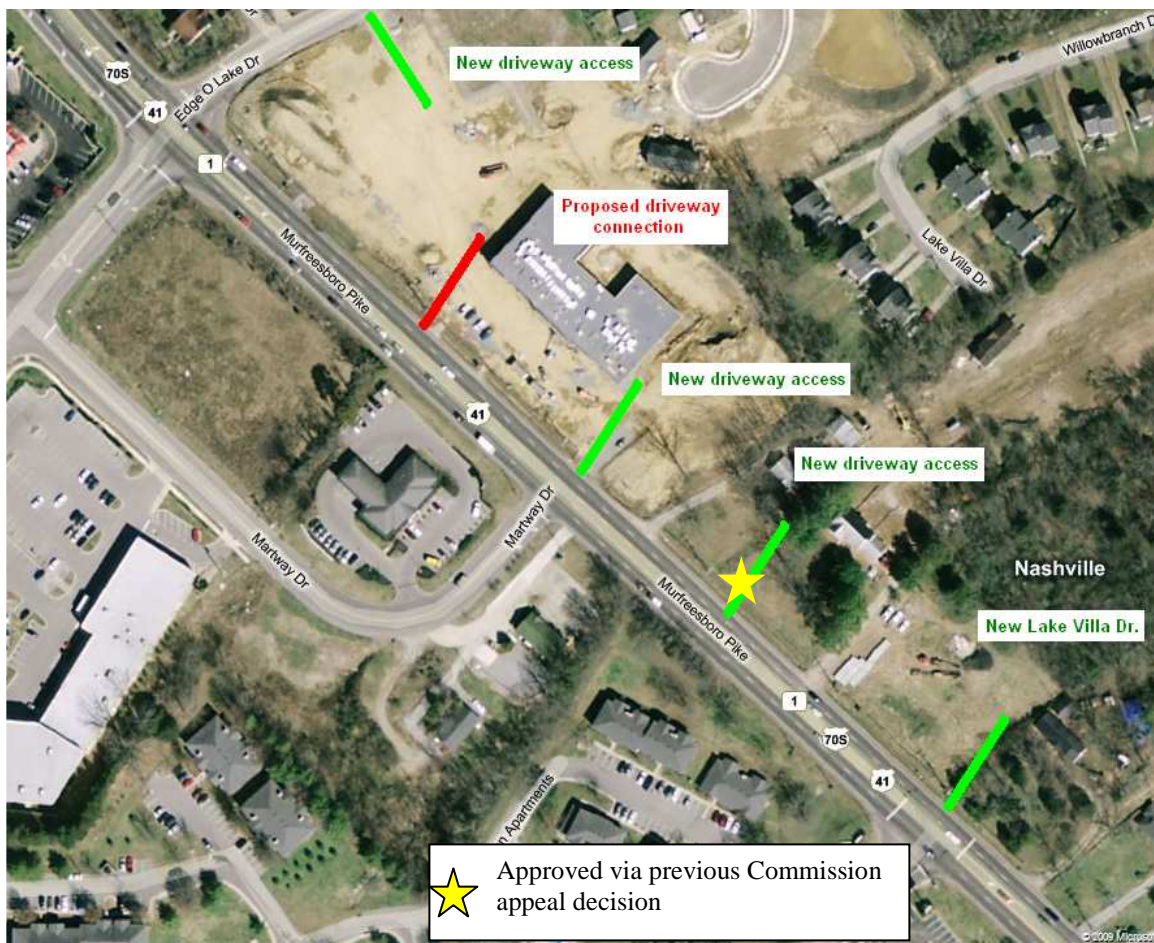 70S
41
Edge O Lake Dr
1
New driveway access
Willowbranch D
Proposed driveway
connection
Lake Villa Dr
Murfreesboro Pike
41
New driveway access
New driveway access
Martway Dr
Martway Dr
Nashville
Murfreesboro Pike
New Lake Villa Dr.
1
70S
41
n Apartments
Approved via previous Commission
appeal decision
© 2009 Microsof